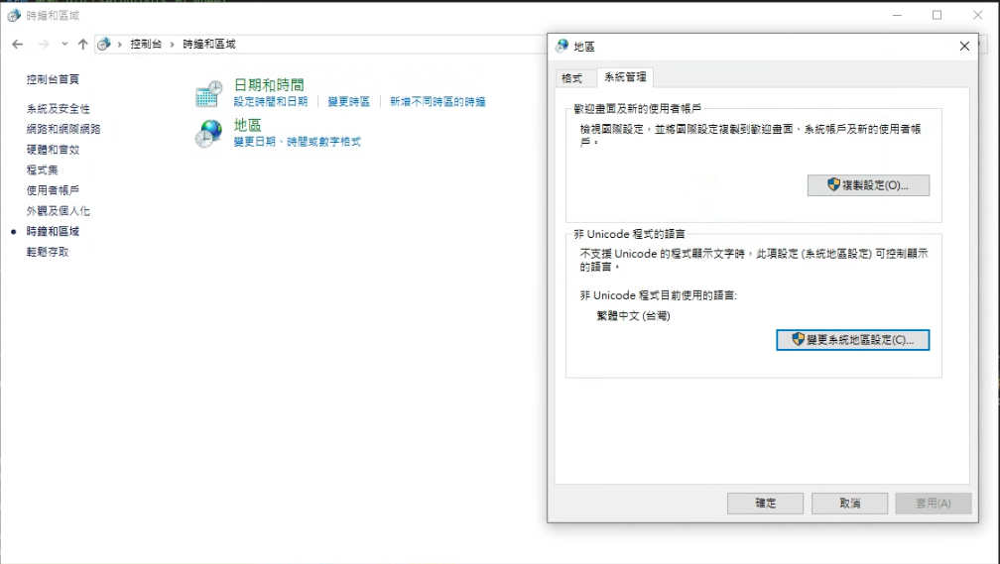 時鐘和區域
控制台 > 時鐘和區域
控制台首頁
系統及安全性
網路和網際網路
硬體和音效
程式集
使用者帳戶
外觀及個人化
時鐘和區域
輕鬆存取
日期和時間
設定時間和日期 變更時區 新增不同時區的時鐘
地區
變更日期、時間或數字格式
地區
格式 系統管理
歡迎畫面及新的使用者帳戶
檢視國際設定，並將國際設定複製到歡迎畫面、系統帳戶及新的使用者帳
戶。
複製設定(O)...
非 Unicode 程式的語言
不支援 Unicode 的程式顯示文字時，此項設定 (系統地區設定) 可控制顯示
的語言。
非 Unicode 程式目前使用的語言:
繁體中文 (台灣)
變更系統地區設定(C)...
確定 取消 套用(A)